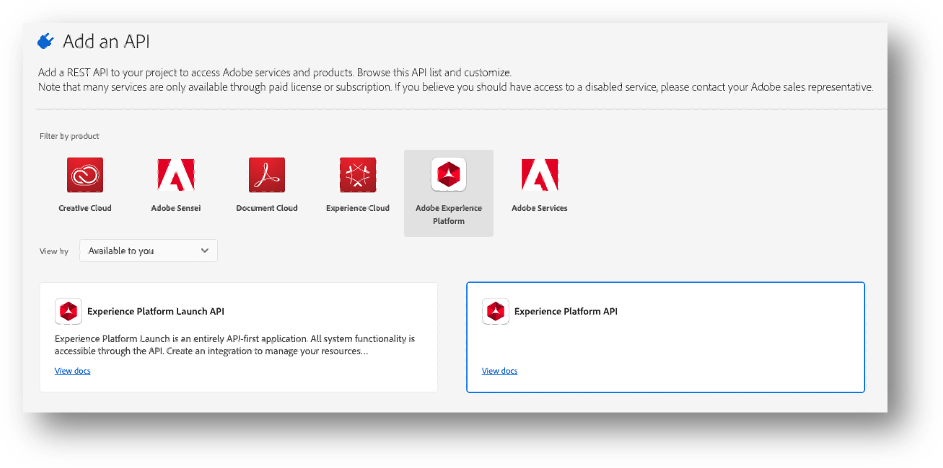 Add an API
Add a REST API to your project to access Adobe services and products. Browse this API list and customize.
Note that many services are only available through paid license or subscription. If you believe you should have access to a disabled service, please contact your Adobe sales representative.
Filter by product
Creative Cloud
Adobe Sensei
Document Cloud
Experience Cloud
Adobe Experience
Platform
Adobe Services
View by
Available to you
Experience Platform Launch API
Experience Platform Launch is an entirely API-first application. All system functionality is
accessible through the API. Create an integration to manage your resources...
View docs
Experience Platform API
View docs